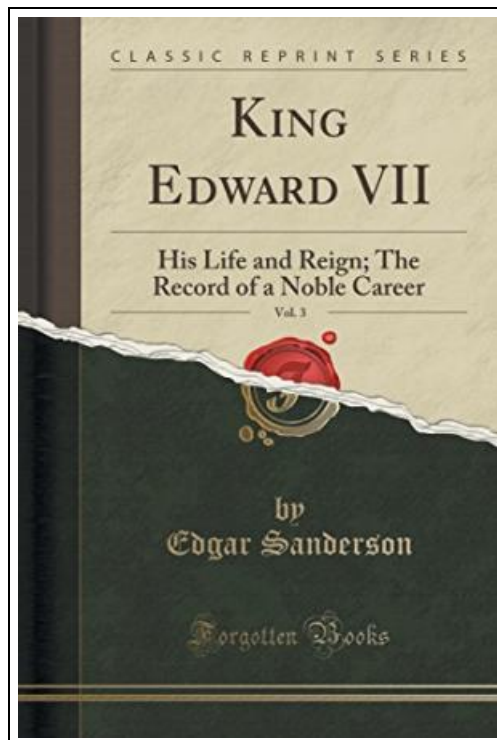 CLASSIC REPRINT SERIES
KING
EDWARD VII
His Life and Reign; The
Record of a Noble Career
Vol. 3
by
Edgar Sanderson
Forgotten Books